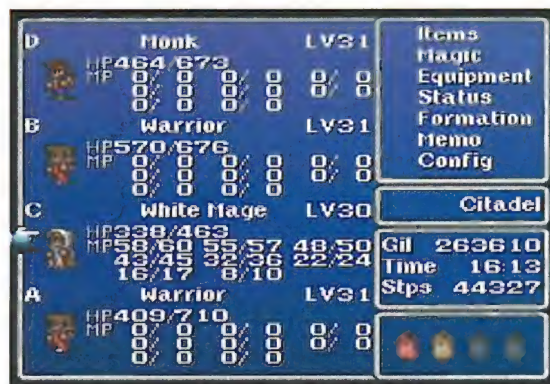 D Monk LV31
HP464/673
MP 0/ 0 0/ 0 0/ 0
0/ 0 0/ 0 0/ 0
0/ 0 0/ 0
B Warrior LV31
HP570/676
MP 0/ 0 0/ 0 0/ 0
0/ 0 0/ 0 0/ 0
0/ 0 0/ 0
C White Mage LV30
HP338/463
MP58/60 55/57 48/50
43/45 32/36 22/24
16/17 8/10
A Warrior LV31
HP409/710
MP 0/ 0 0/ 0 0/ 0
0/ 0 0/ 0 0/ 0
0/ 0 0/ 0
Items
Magic
Equipment
Status
Formation
Memo
Config
Citadel
Gil 263610
Time 16:13
Stps 44327